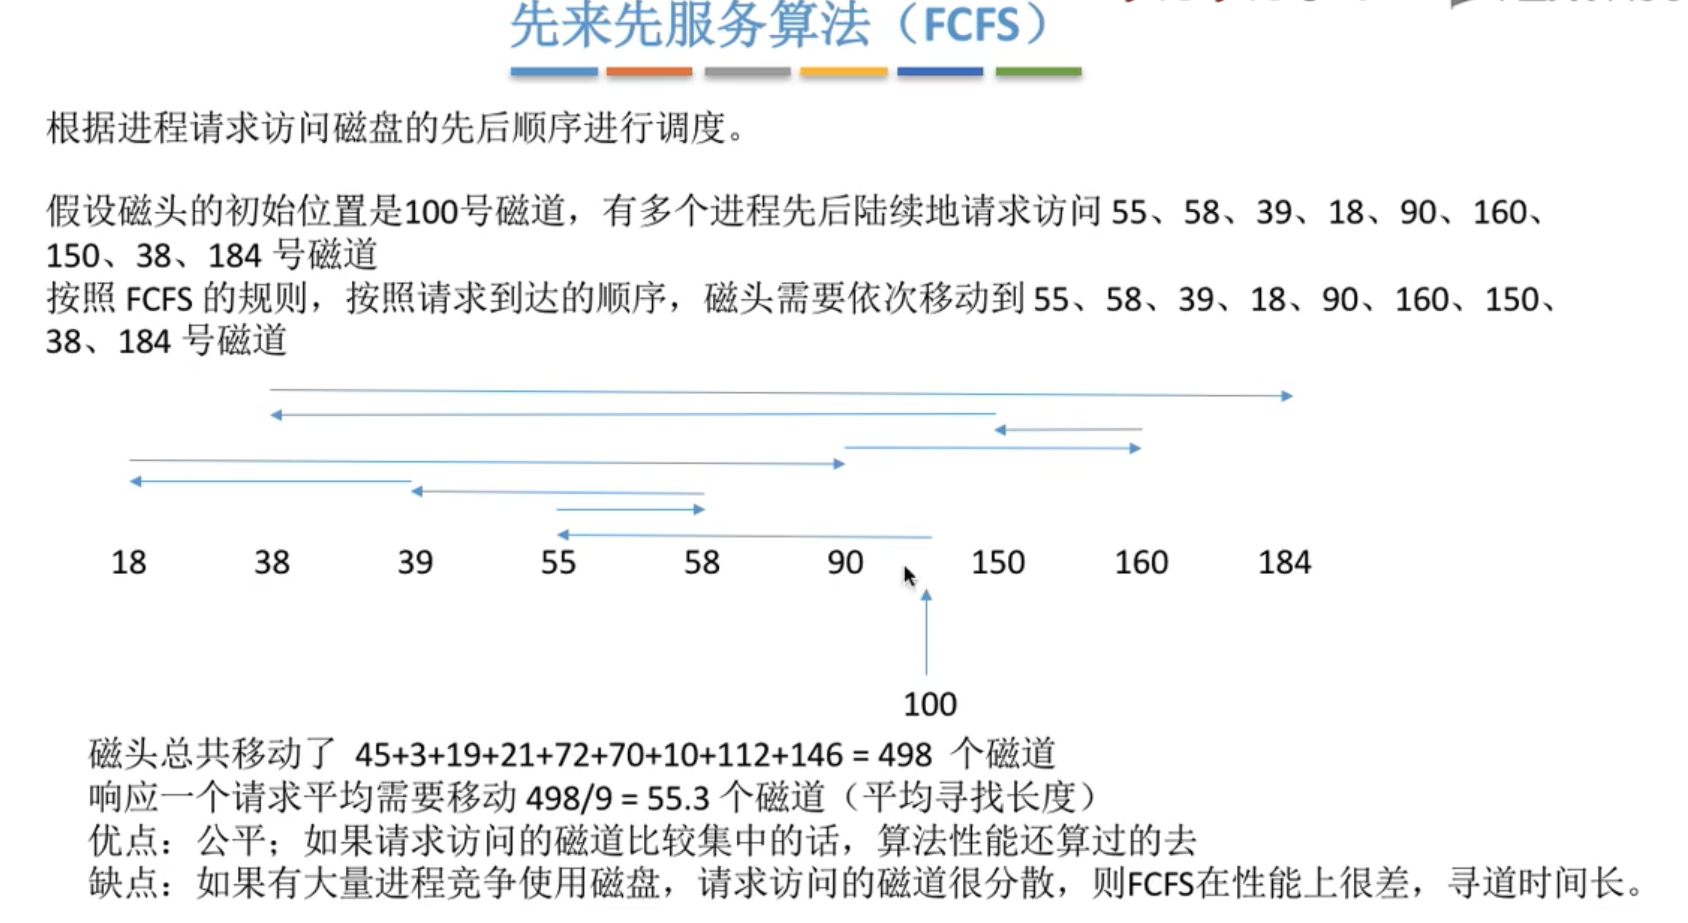 先来先服务算法（FCFS）
根据进程请求访问磁盘的先后顺序进行调度。
假设磁头的初始位置是100号磁道，有多个进程先后陆续地请求访问 55、58、39、18、90、160、
150、38、184 号磁道
按照 FCFS 的规则，按照请求到达的顺序，磁头需要依次移动到 55、58、39、18、90、160、150、
38、184 号磁道
18 38 39 55 58 90 150 160 184
100
磁头总共移动了 45+3+19+21+72+70+10+112+146 = 498 个磁道
响应一个请求平均需要移动 498/9 = 55.3 个磁道（平均寻找长度）
优点：公平；如果请求访问的磁道比较集中的话，算法性能还算过的去
缺点：如果有大量进程竞争使用磁盘，请求访问的磁道很分散，则FCFS在性能上很差，寻道时间长。